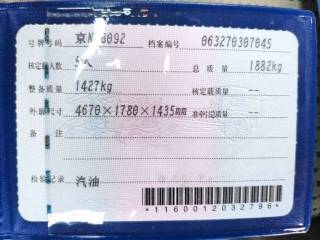 号牌号码 京N 8092 档案编号 063270307045
核定载人数 5人 总质量 1882kg
整备质量 1427kg 核定载质量 --
外廓尺寸 4670×1780×1435mm 准牵引总质量 --
备注
检验记录 汽油
*1160012032796*